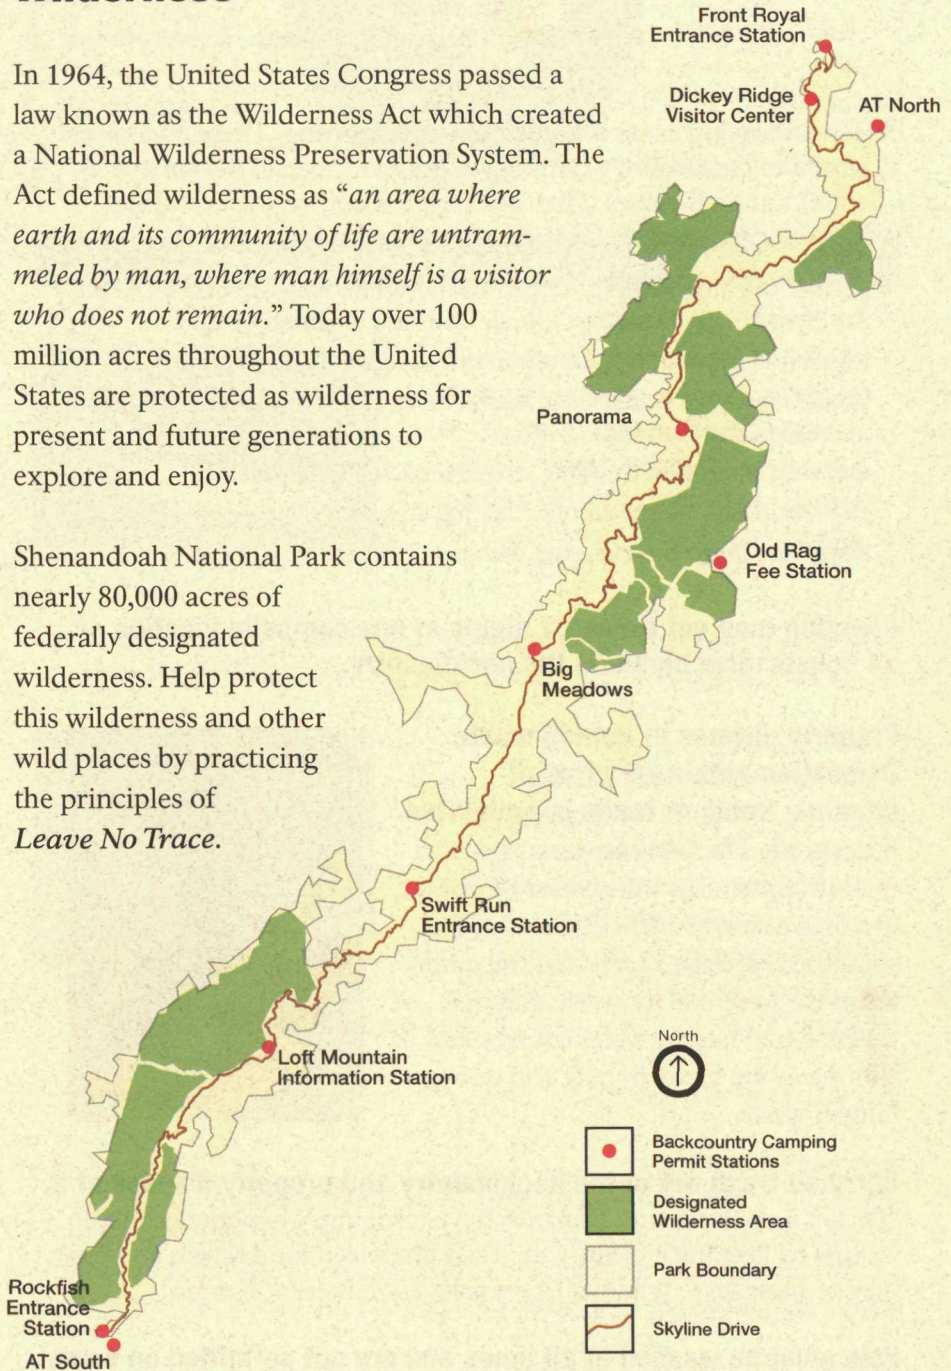 In 1964, the United States Congress passed a
law known as the Wilderness Act which created
a National Wilderness Preservation System. The
Act defined wilderness as “an area where
earth and its community of life are untram-
meled by man, where man himself is a visitor
who does not remain.” Today over 100
million acres throughout the United
States are protected as wilderness for
present and future generations to
explore and enjoy.
Shenandoah National Park contains
nearly 80,000 acres of
federally designated
wilderness. Help protect
this wilderness and other
wild places by practicing
the principles of
Leave No Trace.
Front Royal
Entrance Station
Dickey Ridge
Visitor Center
AT North
Panorama
Old Rag
Fee Station
Big
Meadows
Swift Run
Entrance Station
Loft Mountain
Information Station
Rockfish
Entrance
Station
AT South
North
Backcountry Camping
Permit Stations
Designated
Wilderness Area
Park Boundary
Skyline Drive